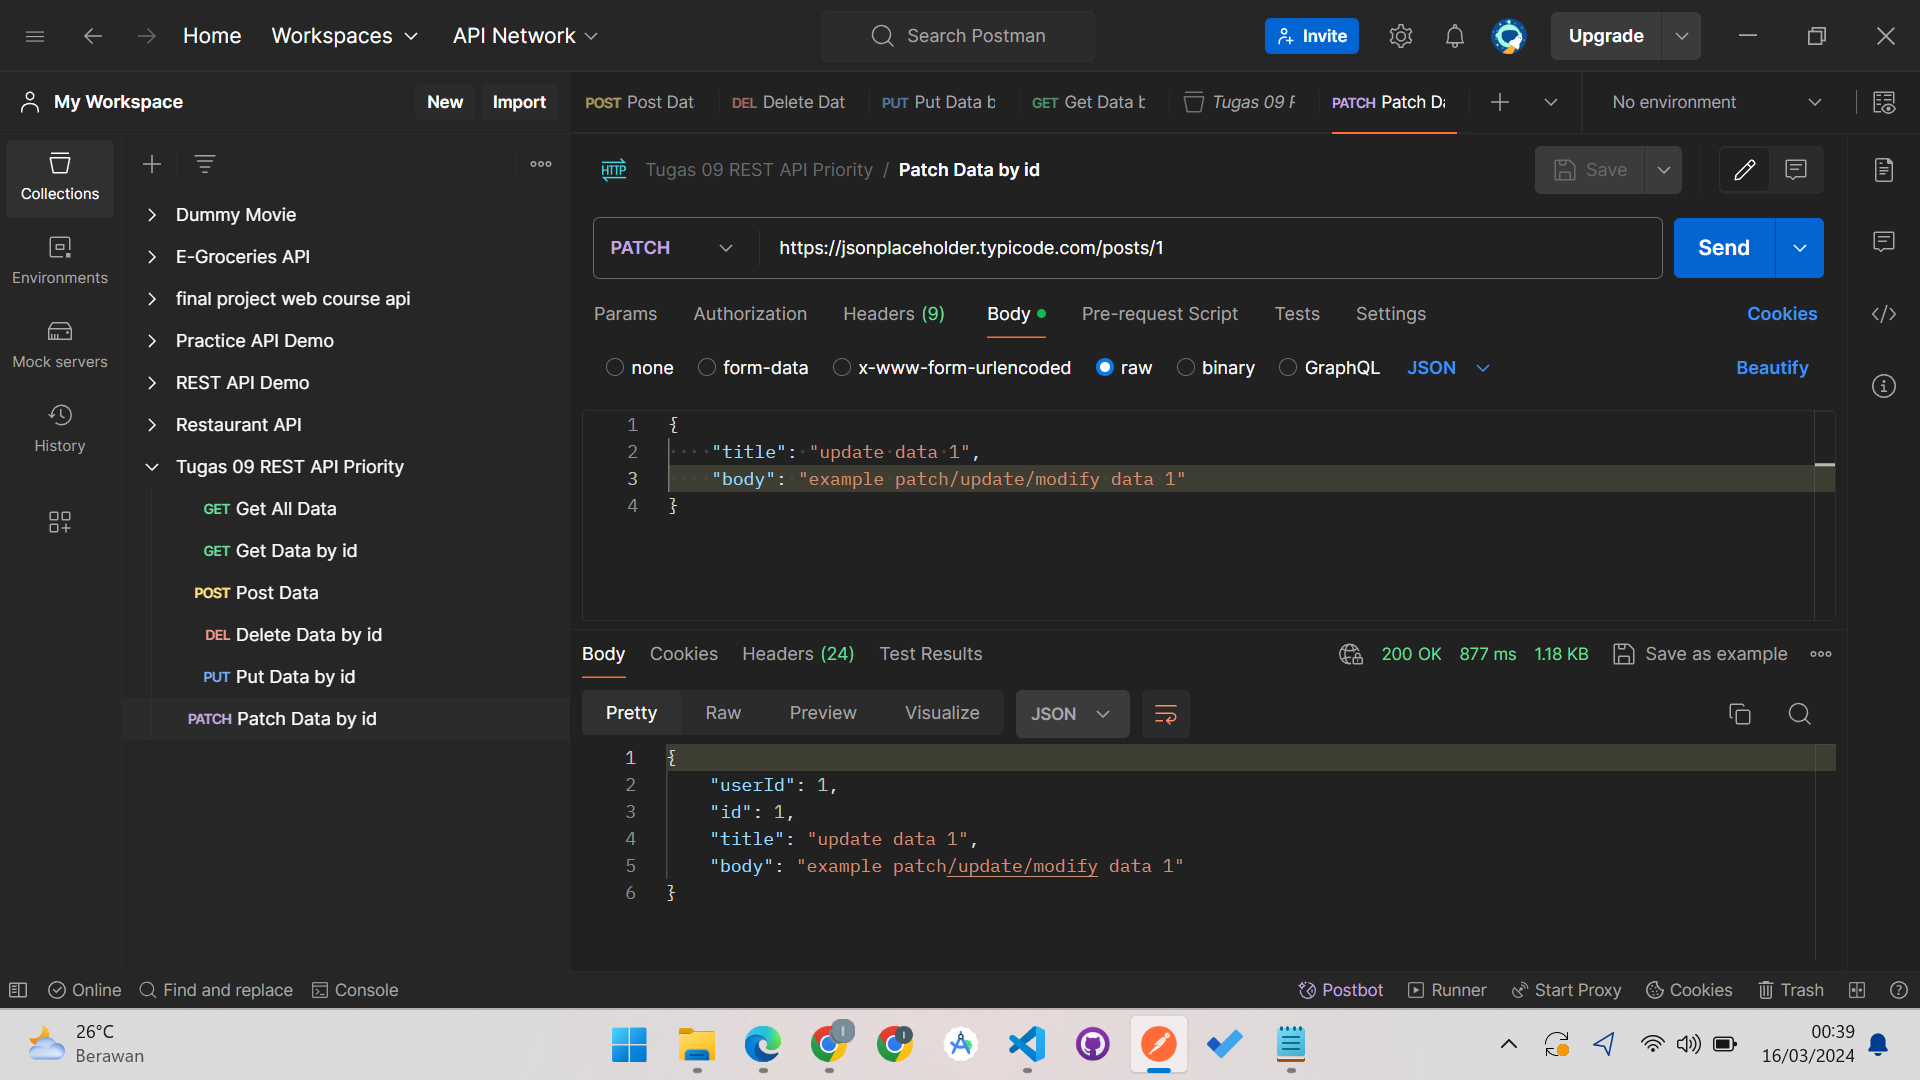 Home Workspaces API Network Search Postman Invite Upgrade
My Workspace New Import POST Post Dat DEL Delete Dat PUT Put Data b GET Get Data b Tugas 09 F PATCH Patch Da No environment
Collections
Environments
Mock servers
History
Dummy Movie
E-Groceries API
final project web course api
Practice API Demo
REST API Demo
Restaurant API
Tugas 09 REST API Priority
GET Get All Data
GET Get Data by id
POST Post Data
DEL Delete Data by id
PUT Put Data by id
PATCH Patch Data by id
HTTP Tugas 09 REST API Priority / Patch Data by id Save
PATCH https://jsonplaceholder.typicode.com/posts/1 Send
Params Authorization Headers (9) Body Pre-request Script Tests Settings Cookies
none form-data x-www-form-urlencoded raw binary GraphQL JSON Beautify
1 {
2 "title": "update data 1",
3 "body": "example patch/update/modify data 1"
4 }
Body Cookies Headers (24) Test Results 200 OK 877 ms 1.18 KB Save as example
Pretty Raw Preview Visualize JSON
1 {
2 "userId": 1,
3 "id": 1,
4 "title": "update data 1",
5 "body": "example patch/update/modify data 1"
6 }
Online Find and replace Console Postbot Runner Start Proxy Cookies Trash
26°C
Berawan
00:39
16/03/2024